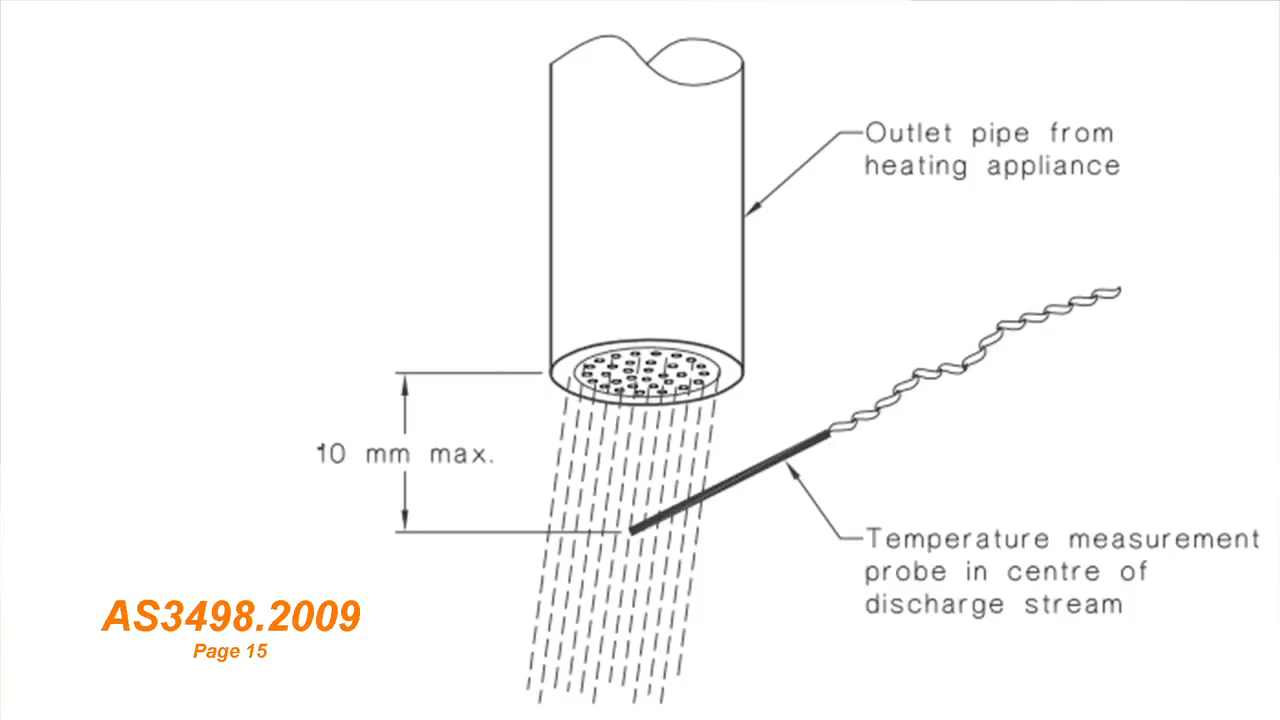 Outlet pipe from
heating appliance
10 mm max.
Temperature measurement
probe in centre of
discharge stream
AS3498.2009
Page 15